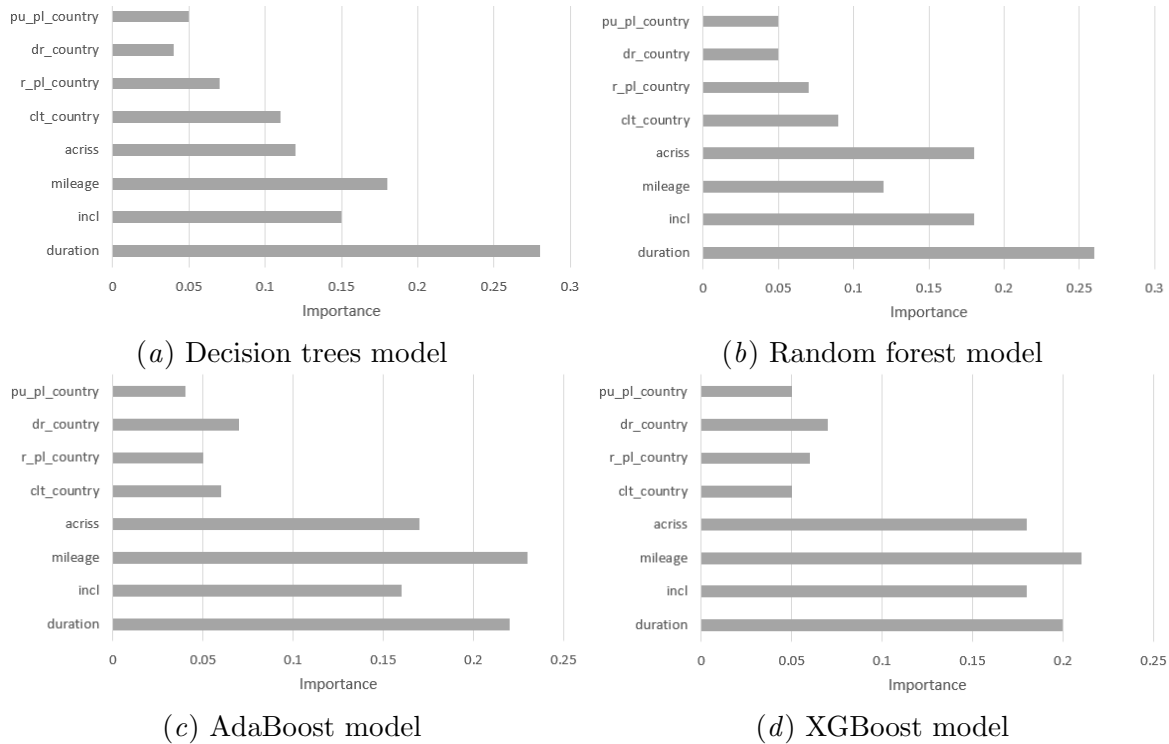 pu_pl_country
dr_country
r_pl_country
clt_country
acriss
mileage
incl
duration
0 0.05 0.1 0.15 0.2 0.25 0.3
Importance
(a) Decision trees model
pu_pl_country
dr_country
r_pl_country
clt_country
acriss
mileage
incl
duration
0 0.05 0.1 0.15 0.2 0.25 0.3
Importance
(b) Random forest model
pu_pl_country
dr_country
r_pl_country
clt_country
acriss
mileage
incl
duration
0 0.05 0.1 0.15 0.2 0.25
Importance
(c) AdaBoost model
pu_pl_country
dr_country
r_pl_country
clt_country
acriss
mileage
incl
duration
0 0.05 0.1 0.15 0.2 0.25
Importance
(d) XGBoost model